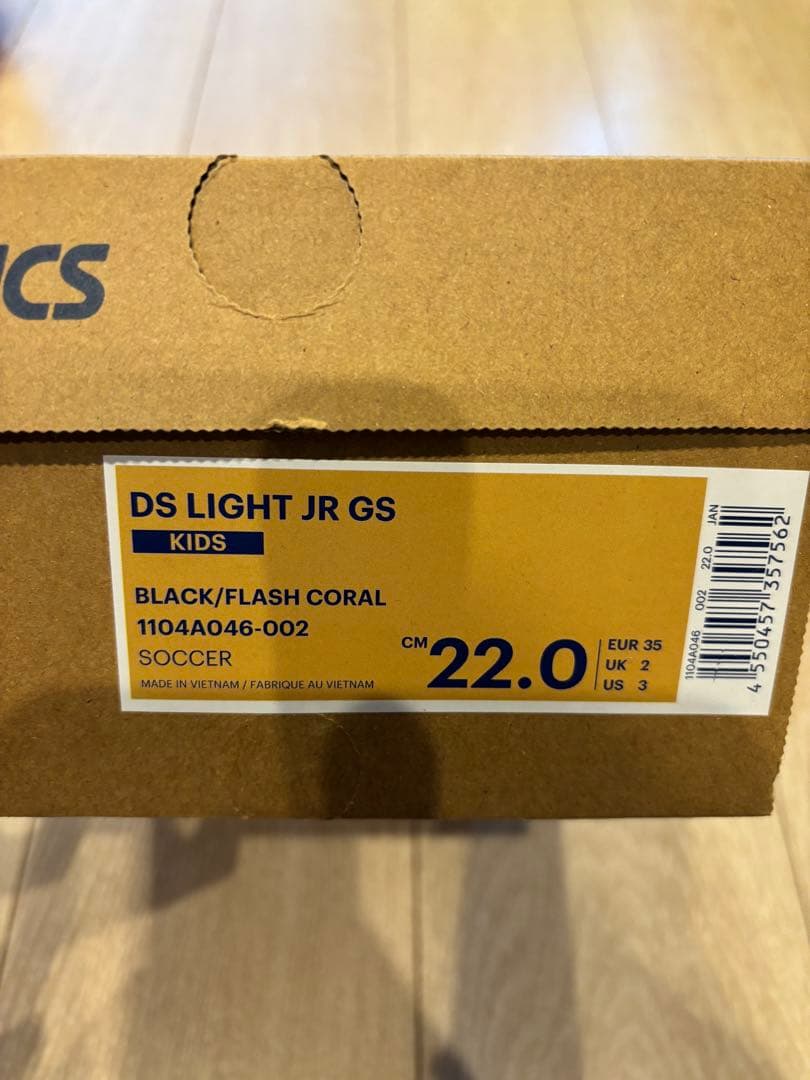 CS
DS LIGHT JR GS
KIDS
BLACK/FLASH CORAL
1104A046-002
SOCCER
MADE IN VIETNAM / FABRIQUE AU VIETNAM
CM 22.0
EUR 35
UK 2
US 3
1104A046 002 22.0 JAN
4 550457 357562